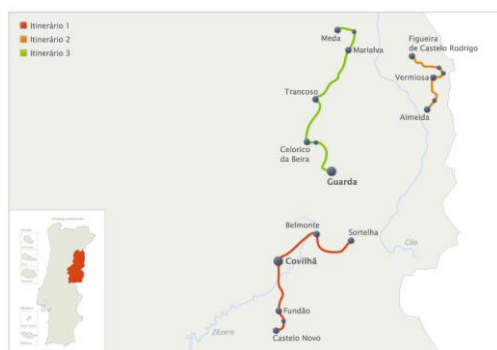 Itinerário 1
Itinerário 2
Itinerário 3
Meda
Marialva
Figueira
de Castelo Rodrigo
Vermiosa
Almeida
Trancoso
Celorico
da Beira
Guarda
Belmonte
Sortelha
Covilhã
Côa
Fundão
Zêzere
Castelo Novo